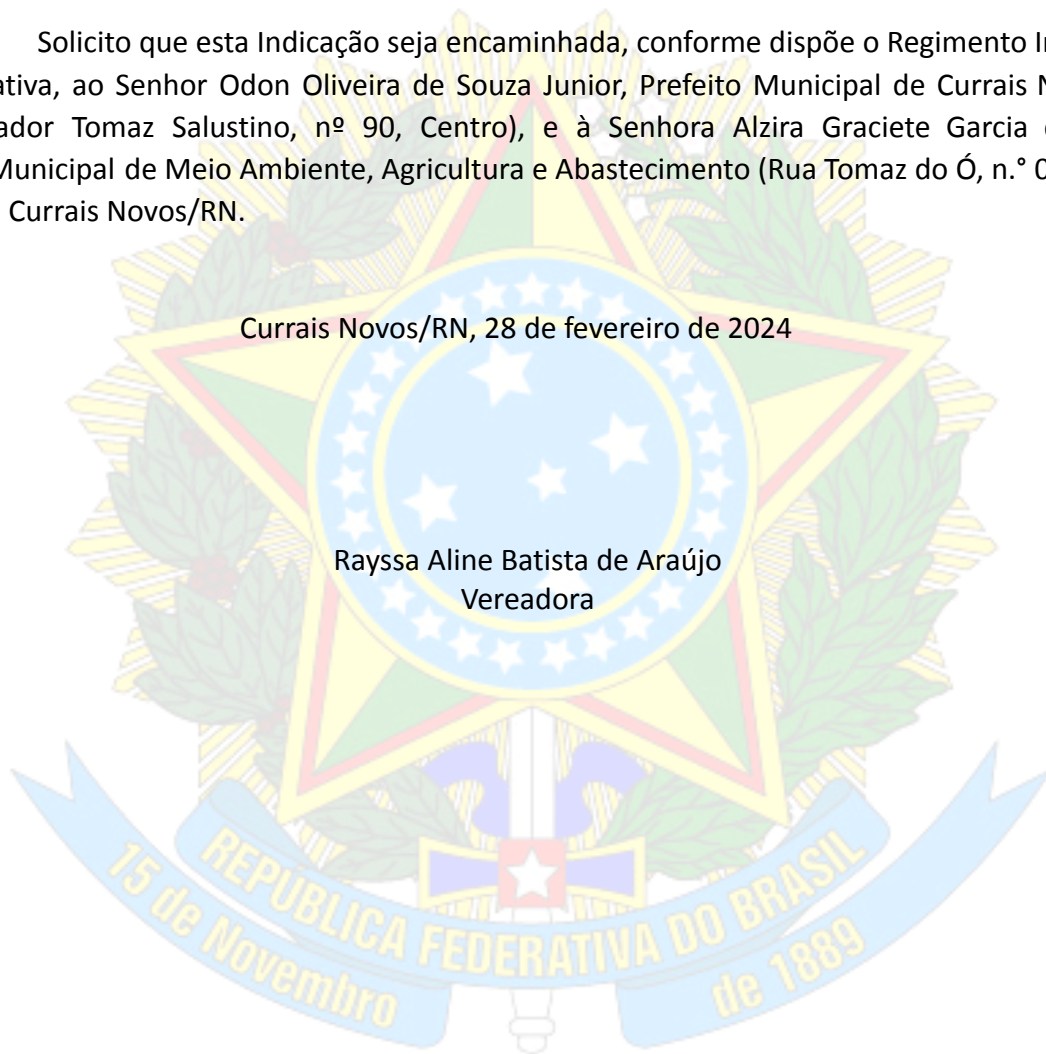 Solicito que esta Indicação seja encaminhada, conforme dispõe o Regimento
ativa, ao Senhor Odon Oliveira de Souza Junior, Prefeito Municipal de Currais
ador Tomaz Salustino, nº 90, Centro), e à Senhora Alzira Graciete Garcia
Municipal de Meio Ambiente, Agricultura e Abastecimento (Rua Tomaz do Ó, n.° 0
Currais Novos/RN.
Currais Novos/RN, 28 de fevereiro de 2024
Rayssa Aline Batista de Araújo
Vereadora
REPÚBLICA FEDERATIVA DO BRASIL
15 de Novembro
de 1889